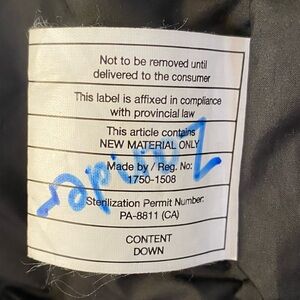 Not to be removed until
delivered to the consumer
This label is affixed in compliance
with provincial law
This article contains
NEW MATERIAL ONLY
Made by / Reg. No:
1750-1508
Sterilization Permit Number:
PA-8811 (CA)
CONTENT
DOWN